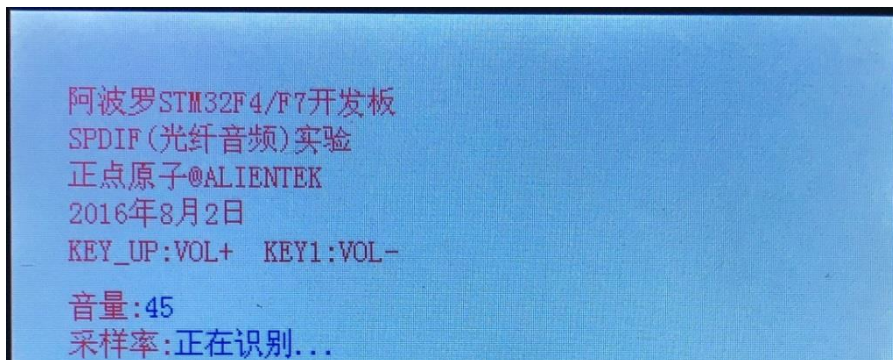 阿波罗STM32F4/F7开发板
SPDIF(光纤音频)实验
正点原子@ALIENTEK
2016年8月2日
KEY_UP:VOL+ KEY1:VOL-
音量:45
采样率:正在识别...